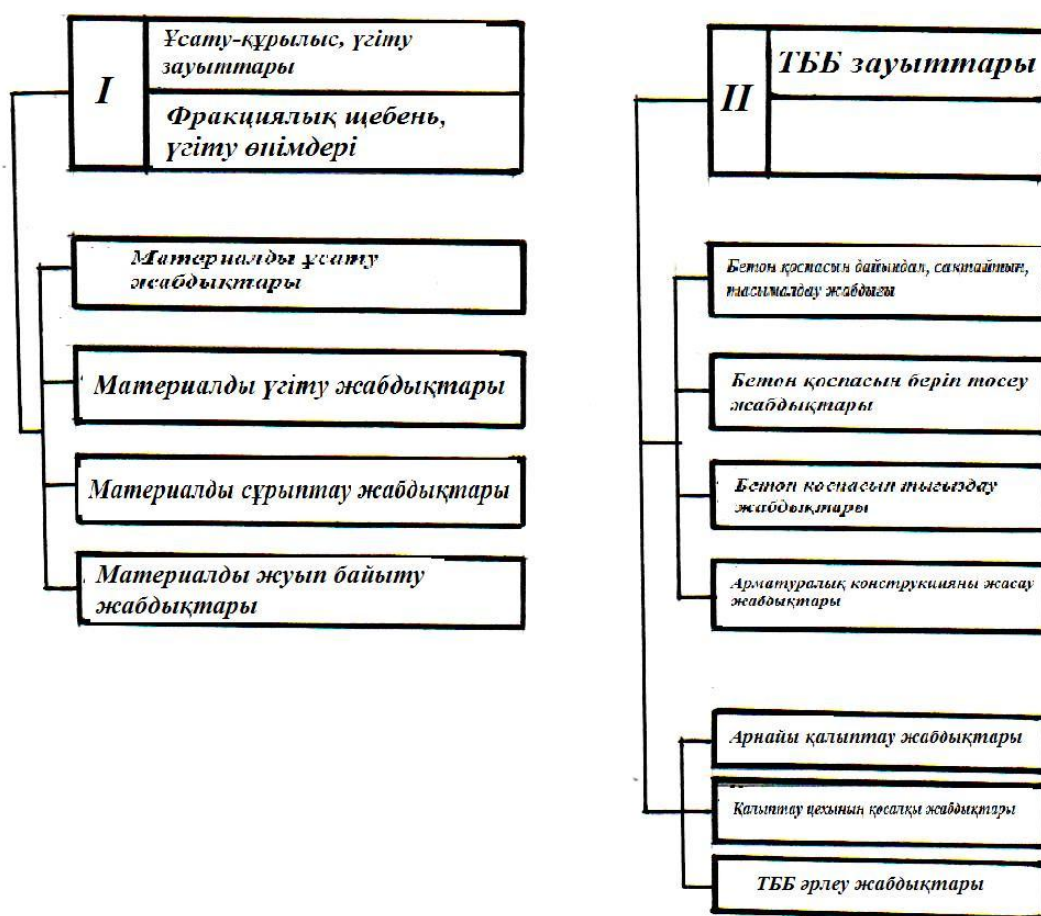 I
Ұсату-құрылыс, үгіту
зауыттары
Фракциялық щебень,
үгіту өнімдері
Материалды ұсату
жабдықтары
Материалды үгіту жабдықтары
Материалды сұрыптау жабдықтары
Материалды жуып байыту
жабдықтары
II
ТББ зауыттары
Бетон қоспасын дайындап, сақтайтын,
тасымалдау жабдығы
Бетон қоспасын беріп төсеу
жабдықтары
Бетон қоспасын тығыздау
жабдықтары
Арматуралық конструкцияны жасау
жабдықтары
Арнайы қалыптау жабдықтары
Қалыптау цехының қосалқы жабдықтары
ТББ әрлеу жабдықтары